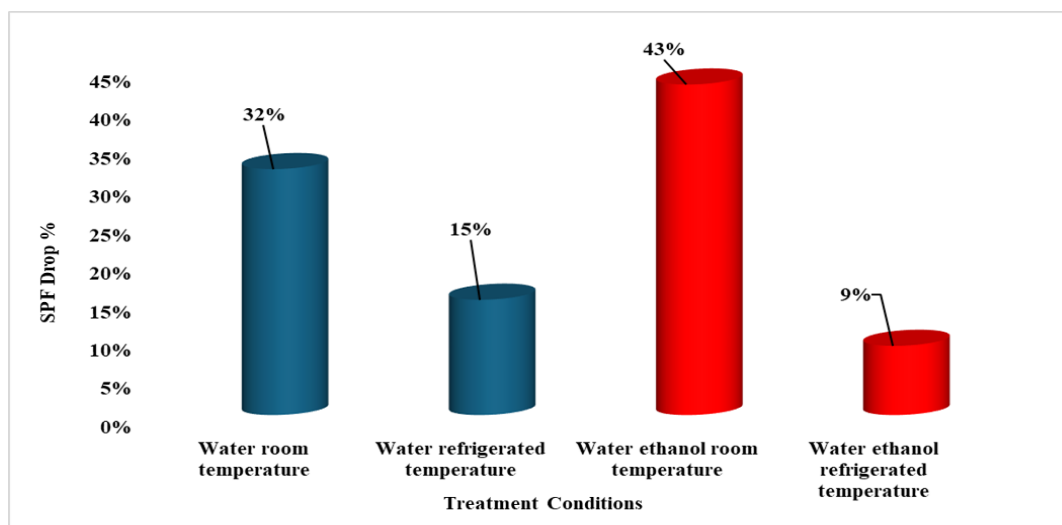 43%
45%
40%
32%
35%
30%
25%
15%
20%
9%
15%
10%
5%
0%
SPF Drop %
Water room
temperature
Water refrigerated
temperature
Water ethanol room
temperature
Water ethanol
refrigerated
temperature
Treatment Conditions